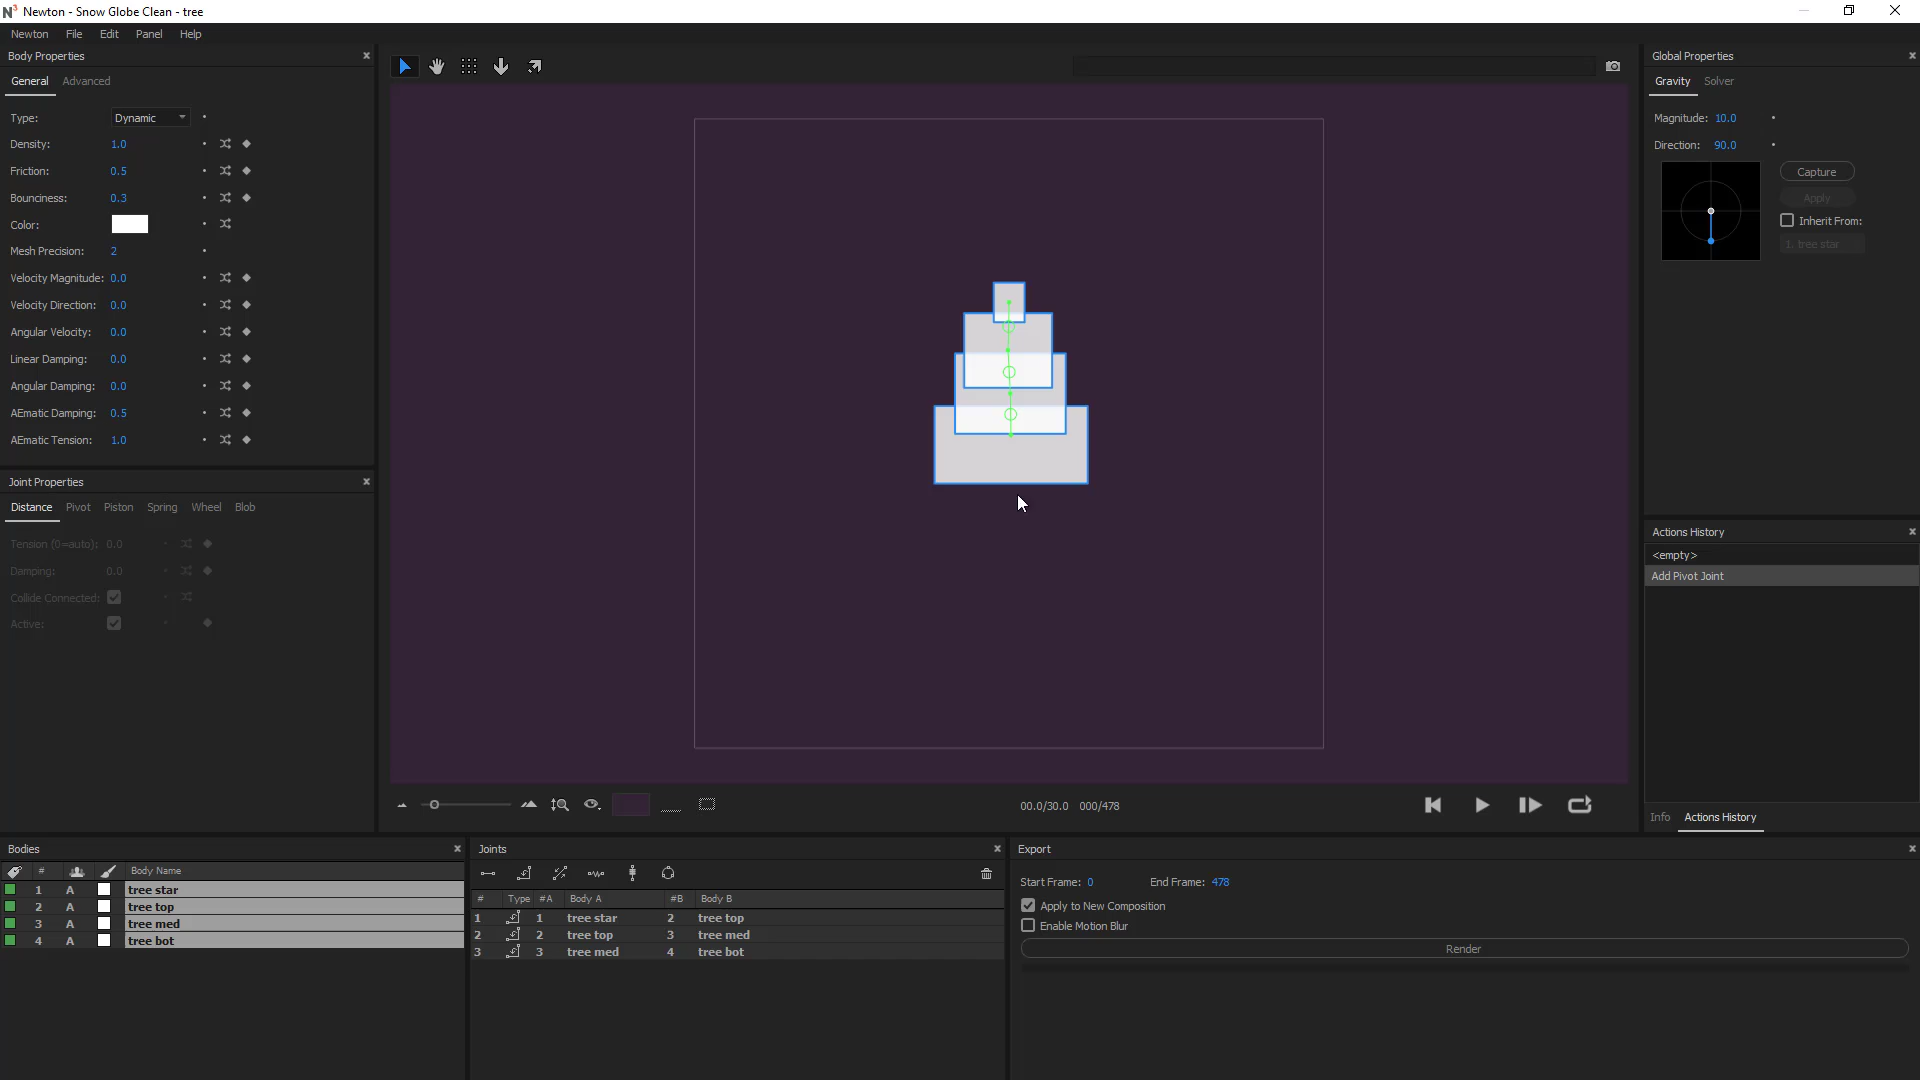 Newton - Snow Globe Clean - tree
Newton File Edit Panel Help
Body Properties
General Advanced
Type: Dynamic
Density: 1.0
Friction: 0.5
Bounciness: 0.3
Color:
Mesh Precision: 2
Velocity Magnitude: 0.0
Velocity Direction: 0.0
Angular Velocity: 0.0
Linear Damping: 0.0
Angular Damping: 0.0
AEmatic Damping: 0.5
AEmatic Tension: 1.0
Joint Properties
Distance Pivot Piston Spring Wheel Blob
Tension (0=auto): 0.0
Damping: 0.0
Collide Connected:
Active:
00.0/30.0 000/478
Global Properties
Gravity Solver
Magnitude: 10.0
Direction: 90.0
Capture
Apply
Inherit From:
1. tree star
Actions History
<empty>
Add Pivot Joint
Info Actions History
Bodies
# Body Name
1 A tree star
2 A tree top
3 A tree med
4 A tree bot
Joints
# Type #A Body A #B Body B
1 1 tree star 2 tree top
2 2 tree top 3 tree med
3 3 tree med 4 tree bot
Export
Start Frame: 0 End Frame: 478
Apply to New Composition
Enable Motion Blur
Render